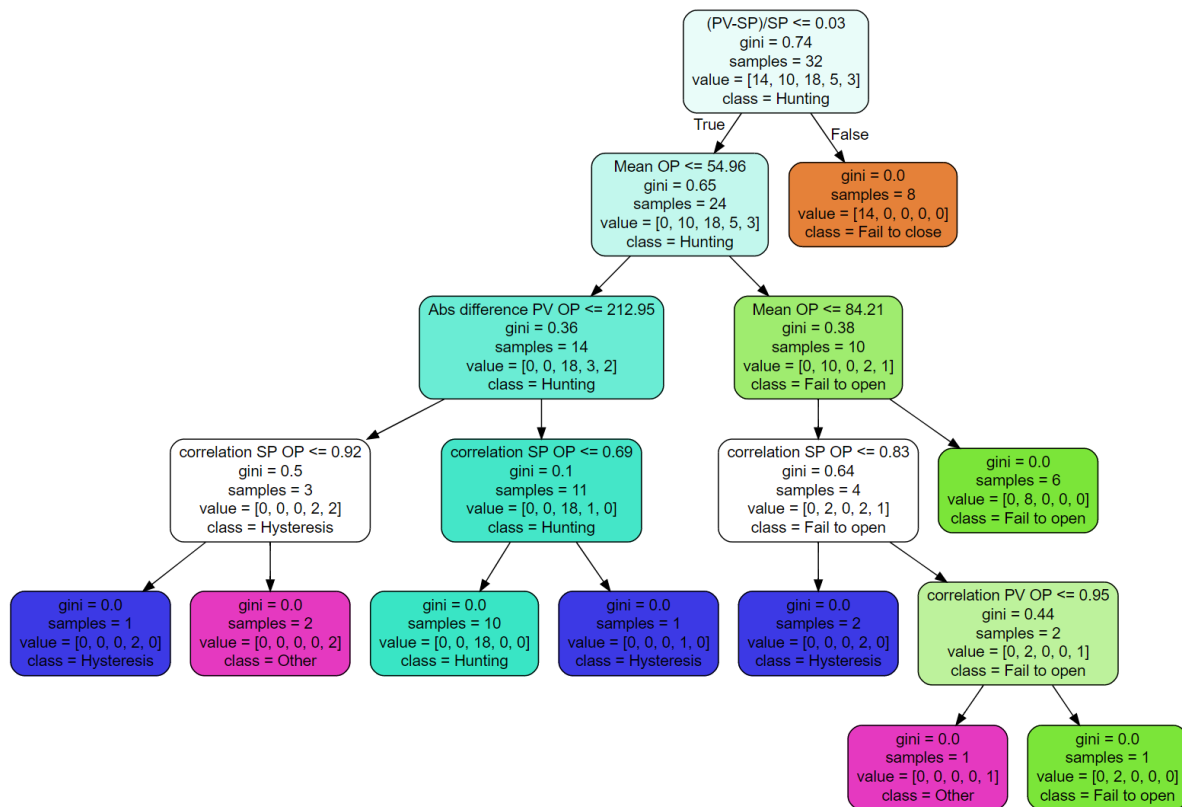 (PV-SP)/SP <= 0.03
gini = 0.74
samples = 32
value = [14, 10, 18, 5, 3]
class = Hunting
True
False
Mean OP <= 54.96
gini = 0.65
samples = 24
value = [0, 10, 18, 5, 3]
class = Hunting
gini = 0.0
samples = 8
value = [14, 0, 0, 0, 0]
class = Fail to close
Abs difference PV OP <= 212.95
gini = 0.36
samples = 14
value = [0, 0, 18, 3, 2]
class = Hunting
Mean OP <= 84.21
gini = 0.38
samples = 10
value = [0, 10, 0, 2, 1]
class = Fail to open
correlation SP OP <= 0.92
gini = 0.5
samples = 3
value = [0, 0, 0, 2, 2]
class = Hysteresis
correlation SP OP <= 0.69
gini = 0.1
samples = 11
value = [0, 0, 18, 1, 0]
class = Hunting
correlation SP OP <= 0.83
gini = 0.64
samples = 4
value = [0, 2, 0, 2, 1]
class = Fail to open
gini = 0.0
samples = 6
value = [0, 8, 0, 0, 0]
class = Fail to open
gini = 0.0
samples = 1
value = [0, 0, 0, 2, 0]
class = Hysteresis
gini = 0.0
samples = 2
value = [0, 0, 0, 0, 2]
class = Other
gini = 0.0
samples = 10
value = [0, 0, 18, 0, 0]
class = Hunting
gini = 0.0
samples = 1
value = [0, 0, 0, 1, 0]
class = Hysteresis
gini = 0.0
samples = 2
value = [0, 0, 0, 2, 0]
class = Hysteresis
correlation PV OP <= 0.95
gini = 0.44
samples = 2
value = [0, 2, 0, 0, 1]
class = Fail to open
gini = 0.0
samples = 1
value = [0, 0, 0, 0, 1]
class = Other
gini = 0.0
samples = 1
value = [0, 2, 0, 0, 0]
class = Fail to open